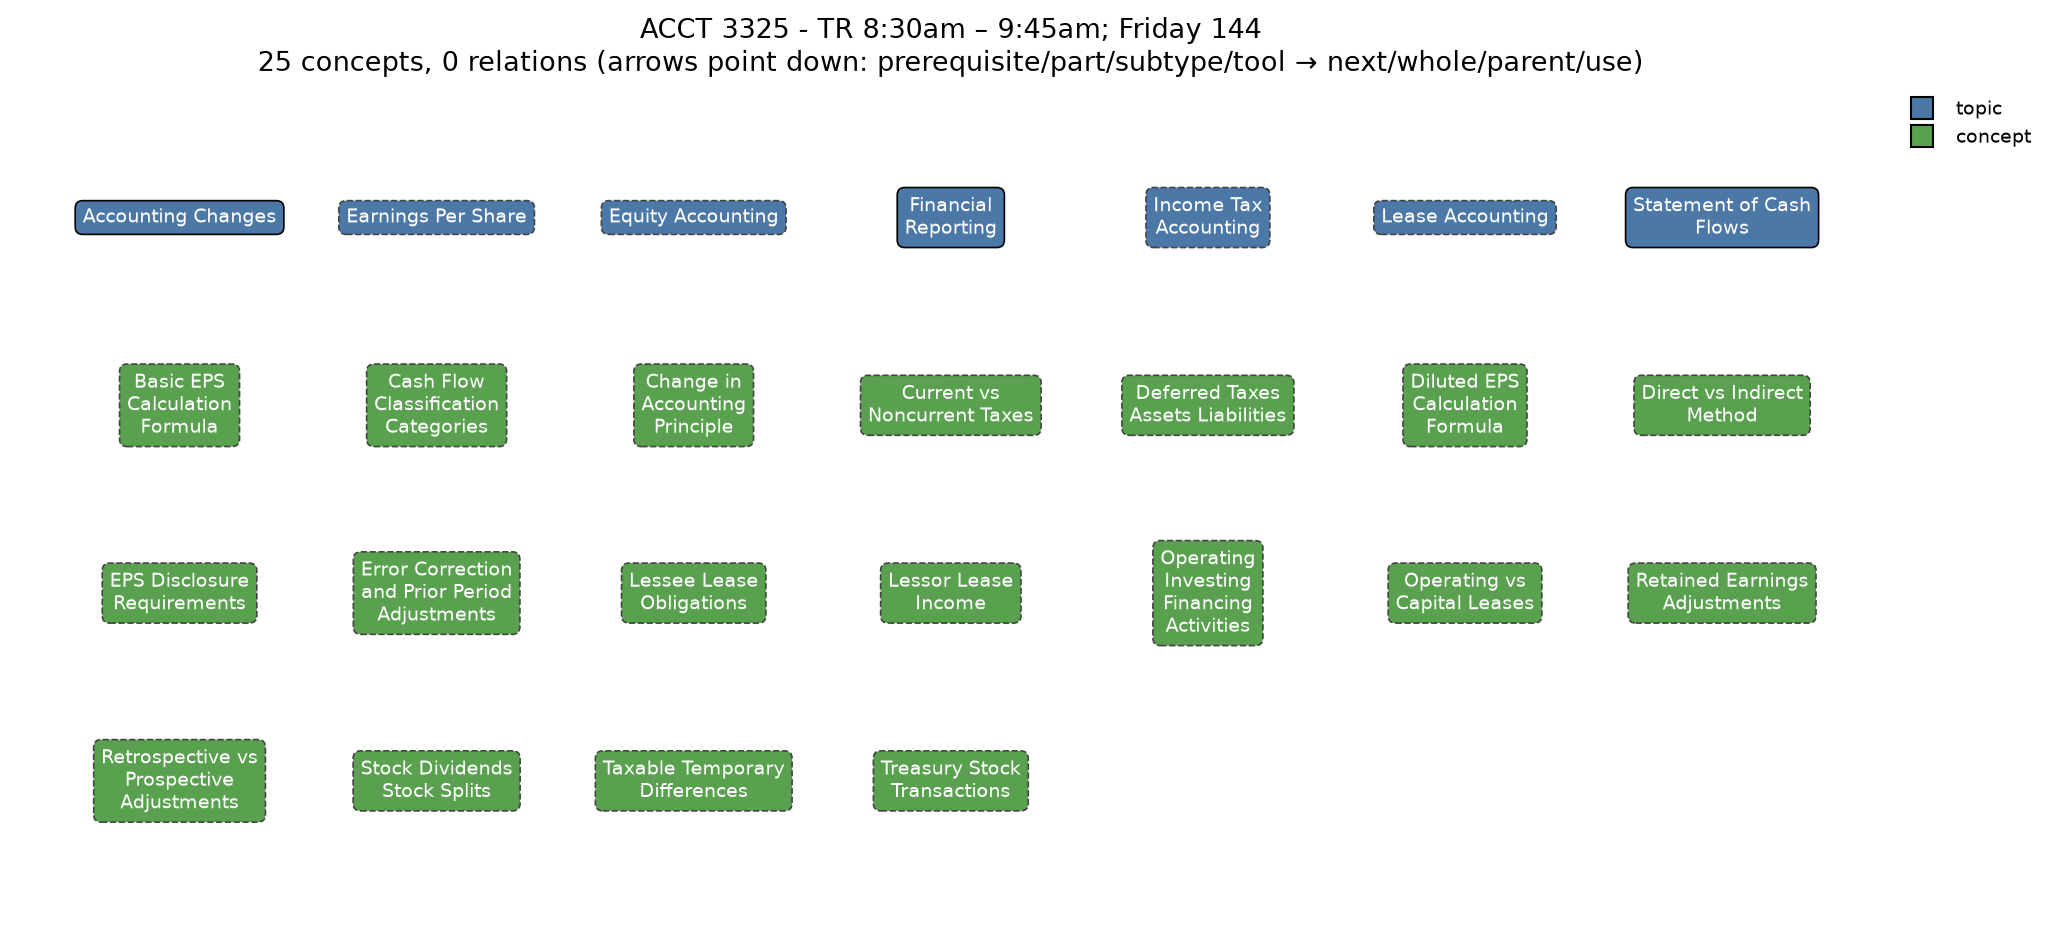 ACCT 3325 - TR 8:30am – 9:45am; Friday 144
25 concepts, 0 relations (arrows point down: prerequisite/part/subtype/tool → next/whole/parent/use)
topic
concept
Accounting Changes
Earnings Per Share
Equity Accounting
Financial
Reporting
Income Tax
Accounting
Lease Accounting
Statement of Cash
Flows
Basic EPS
Calculation
Formula
Cash Flow
Classification
Categories
Change in
Accounting
Principle
Current vs
Noncurrent Taxes
Deferred Taxes
Assets Liabilities
Diluted EPS
Calculation
Formula
Direct vs Indirect
Method
EPS Disclosure
Requirements
Error Correction
and Prior Period
Adjustments
Lessee Lease
Obligations
Lessor Lease
Income
Operating
Investing
Financing
Activities
Operating vs
Capital Leases
Retained Earnings
Adjustments
Retrospective vs
Prospective
Adjustments
Stock Dividends
Stock Splits
Taxable Temporary
Differences
Treasury Stock
Transactions